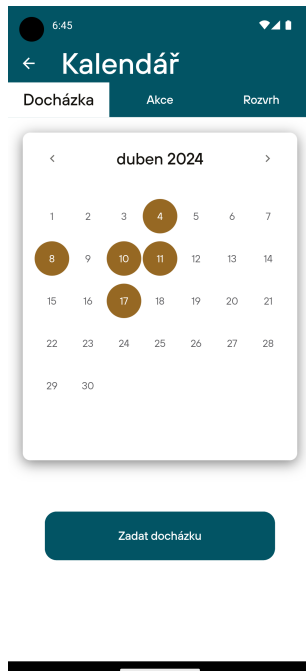 6:45
Kalendář
Docházka Akce Rozvrh
duben 2024
1 2 3 4 5 6 7
8 9 10 11 12 13 14
15 16 17 18 19 20 21
22 23 24 25 26 27 28
29 30
Zadat docházku